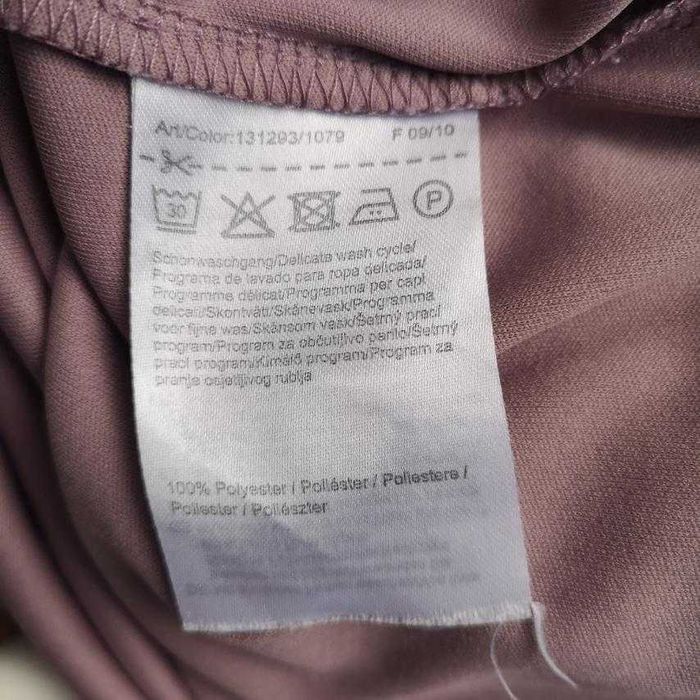 Art/Color:131293/1079 F 09/10
30
P
Schonwaschgang/Delicate wash cycle/
Programa de lavado para ropa delicada/
Programme délicat/Programma per capi
delicati/Skontvätt/Skånevask/Programma
voor fijne was/Skånsom vask/Šetrný prací
program/Program za občutljivo perilo/Šetrný
prací program/Kímélő program/Program za
pranje osjetljivog rublja
100% Polyester / Poliéster / Poliestere /
Poliester / Poliészter